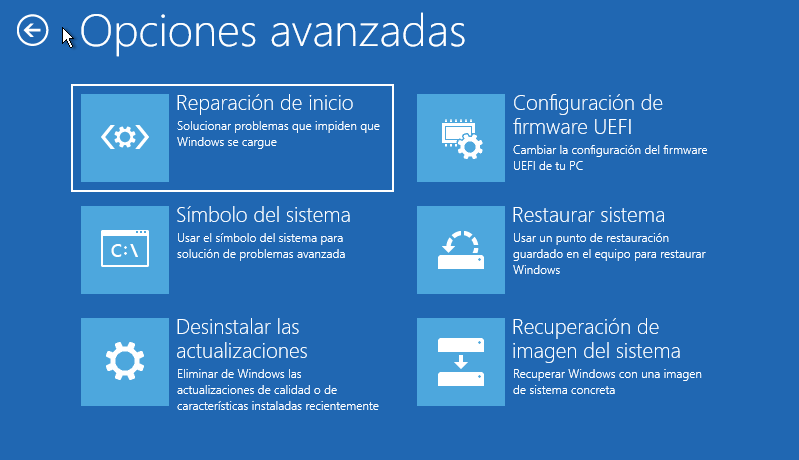 Opciones avanzadas
Reparación de inicio
Solucionar problemas que impiden que
Windows se cargue
Configuración de
firmware UEFI
Cambiar la configuración del firmware
UEFI de tu PC
C:\
Símbolo del sistema
Usar el símbolo del sistema para
solución de problemas avanzada
Restaurar sistema
Usar un punto de restauración
guardado en el equipo para restaurar
Windows
Desinstalar las
actualizaciones
Eliminar de Windows las
actualizaciones de calidad o de
características instaladas recientemente
Recuperación de
imagen del sistema
Recuperar Windows con una imagen
de sistema concreta